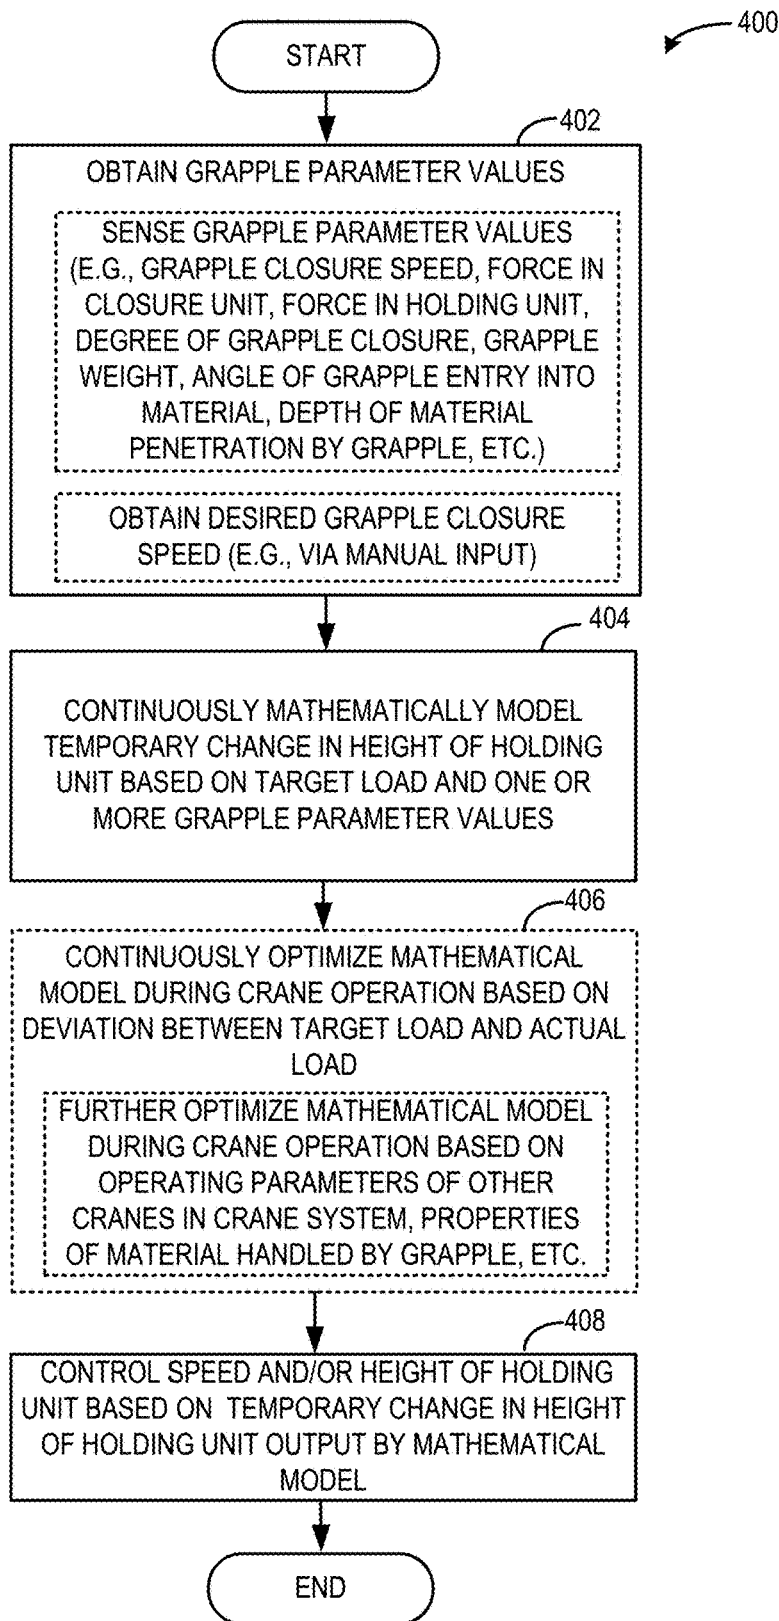 400
START
402
OBTAIN GRAPPLE PARAMETER VALUES
SENSE GRAPPLE PARAMETER VALUES
(E.G., GRAPPLE CLOSURE SPEED, FORCE IN
CLOSURE UNIT, FORCE IN HOLDING UNIT,
DEGREE OF GRAPPLE CLOSURE, GRAPPLE
WEIGHT, ANGLE OF GRAPPLE ENTRY INTO
MATERIAL, DEPTH OF MATERIAL
PENETRATION BY GRAPPLE, ETC.)
OBTAIN DESIRED GRAPPLE CLOSURE
SPEED (E.G., VIA MANUAL INPUT)
404
CONTINUOUSLY MATHEMATICALLY MODEL
TEMPORARY CHANGE IN HEIGHT OF HOLDING
UNIT BASED ON TARGET LOAD AND ONE OR
MORE GRAPPLE PARAMETER VALUES
406
CONTINUOUSLY OPTIMIZE MATHEMATICAL
MODEL DURING CRANE OPERATION BASED ON
DEVIATION BETWEEN TARGET LOAD AND ACTUAL
LOAD
FURTHER OPTIMIZE MATHEMATICAL MODEL
DURING CRANE OPERATION BASED ON
OPERATING PARAMETERS OF OTHER
CRANES IN CRANE SYSTEM, PROPERTIES
OF MATERIAL HANDLED BY GRAPPLE, ETC.
408
CONTROL SPEED AND/OR HEIGHT OF HOLDING
UNIT BASED ON TEMPORARY CHANGE IN HEIGHT
OF HOLDING UNIT OUTPUT BY MATHEMATICAL
MODEL
END